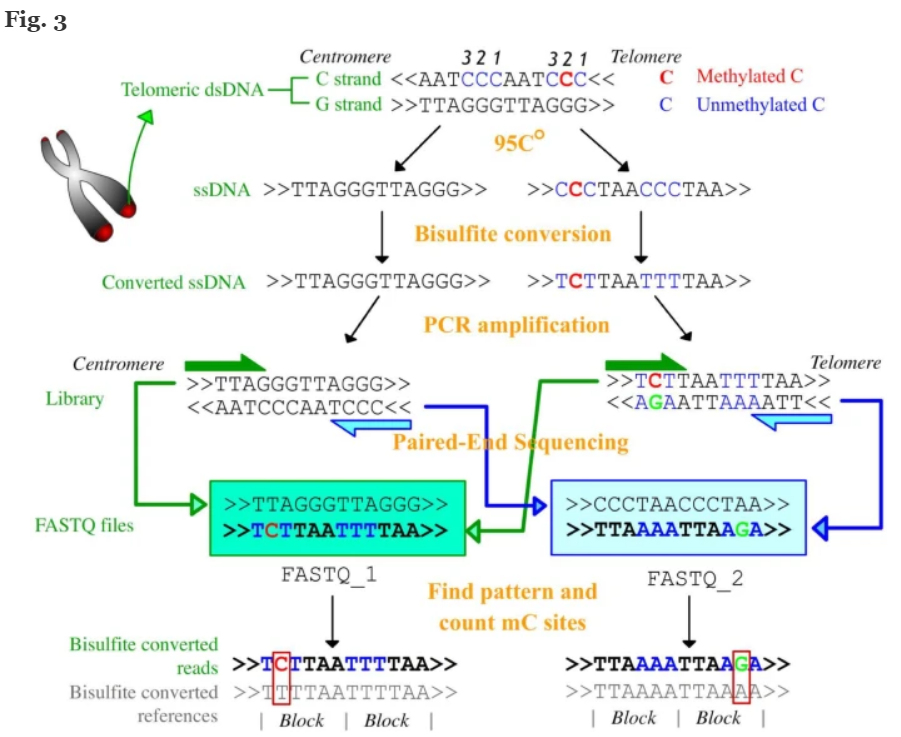 Fig. 3
Centromere 3 2 1 3 2 1 Telomere
Telomeric dsDNA C strand <<AATCCCAATCCC<< C Methylated C
G strand >>TTAGGGTTAGGG>> C Unmethylated C
95C°
ssDNA >>TTAGGGTTAGGG>> >>CCCTAACCCTAA>>
Bisulfite conversion
Converted ssDNA >>TTAGGGTTAGGG>> >>TCTTAATTTTAA>>
PCR amplification
Centromere Telomere
Library >>TTAGGGTTAGGG>> >>TCTTAATTTTAA>>
<<AATCCCAATCCC<< <<AGAATTAAAATT<<
Paired-End Sequencing
FASTQ files >>TTAGGGTTAGGG>> >>CCCTAACCCTAA>>
>>TCTTAATTTTAA>> >>TTAAAATTAAGA>>
FASTQ_1 FASTQ_2
Find pattern and
count mC sites
Bisulfite converted
reads >>TCTTAATTTTAA>> >>TTAAAATTAAGA>>
Bisulfite converted
references >>TTTTAATTTTAA>> >>TTAAAATTAAAA>>
| Block | Block | | Block | Block |